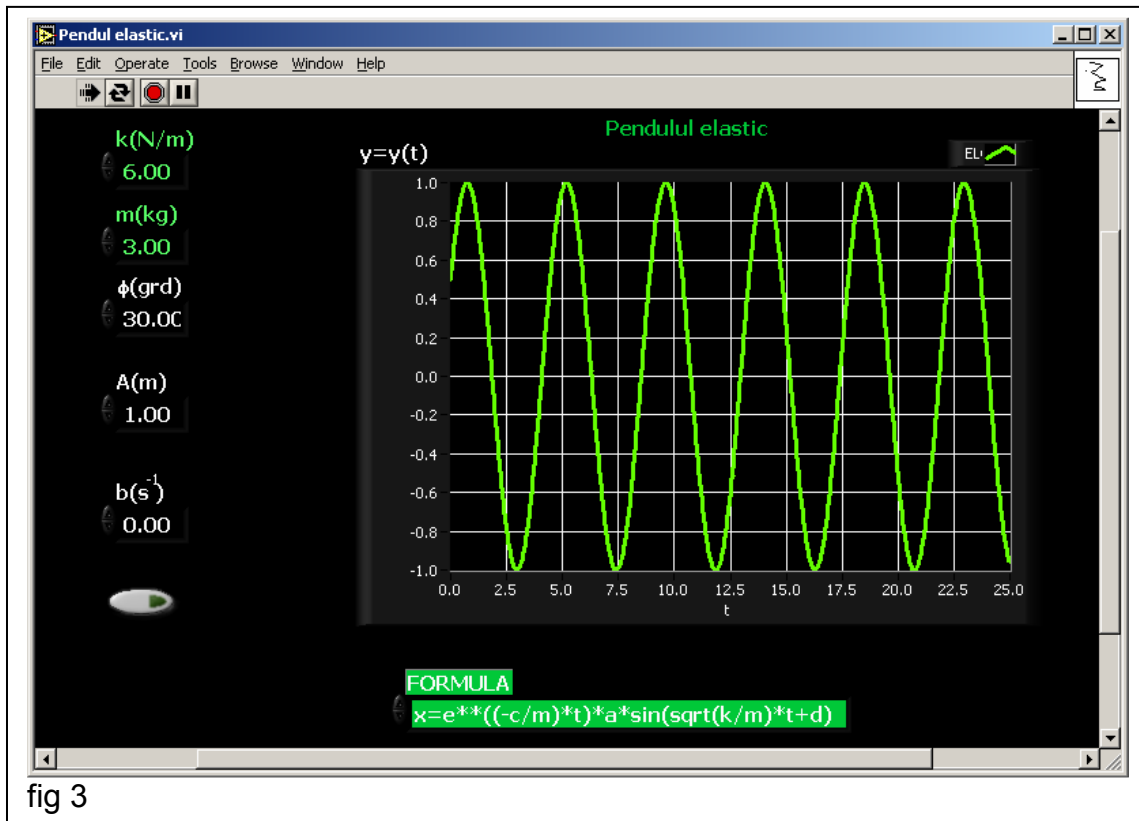 Pendul elastic.vi
File Edit Operate Tools Browse Window Help
Pendulul elastic
k(N/m)
6.00
m(kg)
3.00
ϕ(grd)
30.00
A(m)
1.00
b(s⁻¹)
0.00
y=y(t)
1.0
0.8
0.6
0.4
0.2
0.0
-0.2
-0.4
-0.6
-0.8
-1.0
0.0 2.5 5.0 7.5 10.0 12.5 15.0 17.5 20.0 22.5 25.0
t
FORMULA
x=e**((-c/m)*t)*a*sin(sqrt(k/m)*t+d)
fig 3